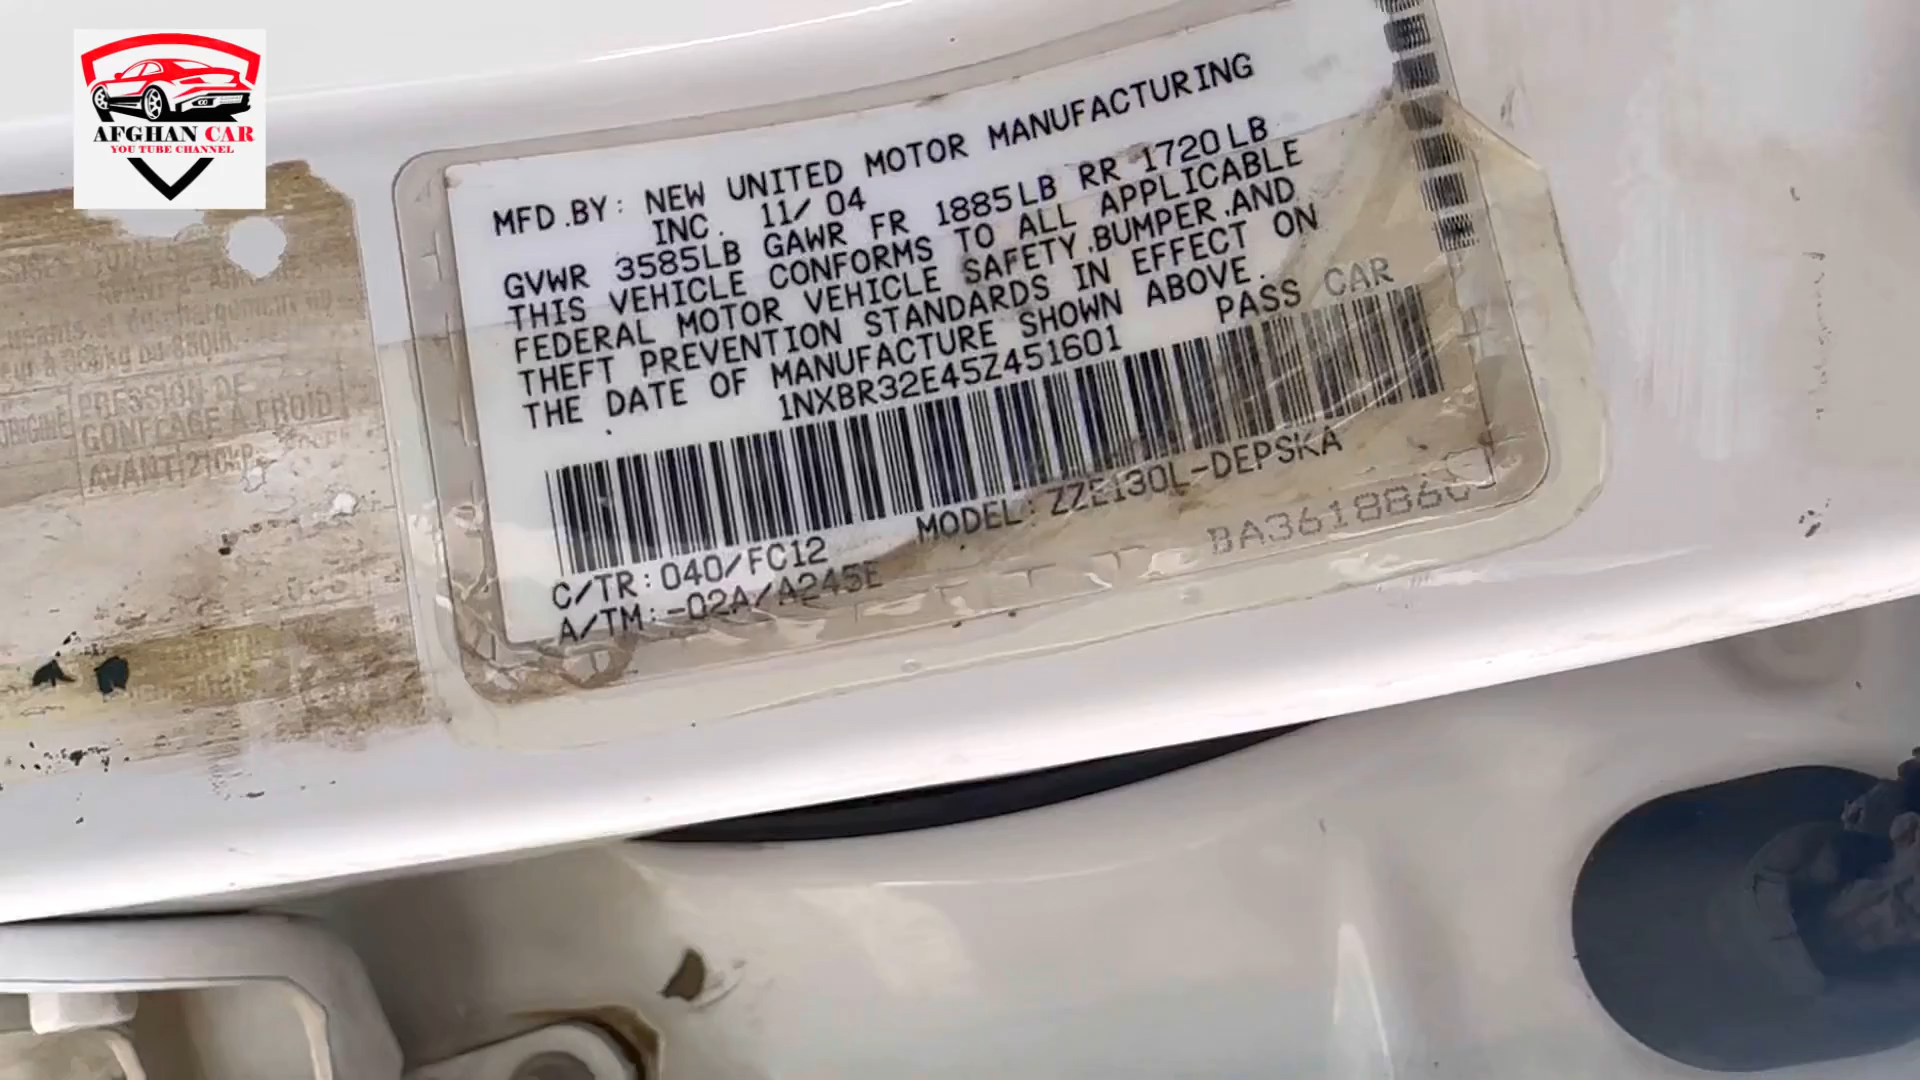 AFGHAN CAR
YOU TUBE CHANNEL
MFD.BY: NEW UNITED MOTOR MANUFACTURING
INC. 11/04
GVWR 3585LB GAWR FR 1885LB RR 1720LB
THIS VEHICLE CONFORMS TO ALL APPLICABLE
FEDERAL MOTOR VEHICLE SAFETY.BUMPER.AND
THEFT PREVENTION STANDARDS IN EFFECT ON
THE DATE OF MANUFACTURE SHOWN ABOVE.
1NXBR32E45Z451601 PASS CAR
MODEL: ZZE130L-DEPSKA
C/TR: 040/FC12
A/TM: -02A/A245E
PRESSION DE
GONFLAGE A FROID